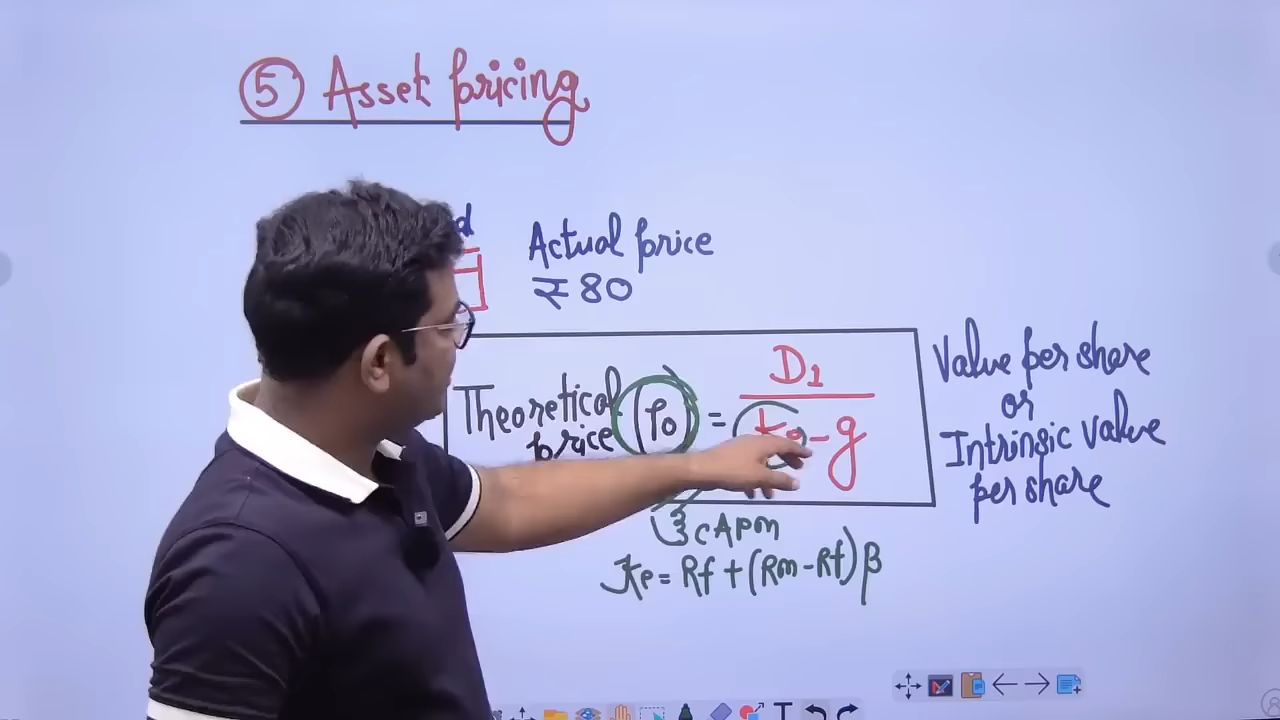 5 Asset pricing
Actual price
₹ 80
Theoretical price (P0) = D1 / Ke - g
Value per share
or
Intrinsic value
per share
CAPM
Ke = Rf + (Rm - Rf) β
T